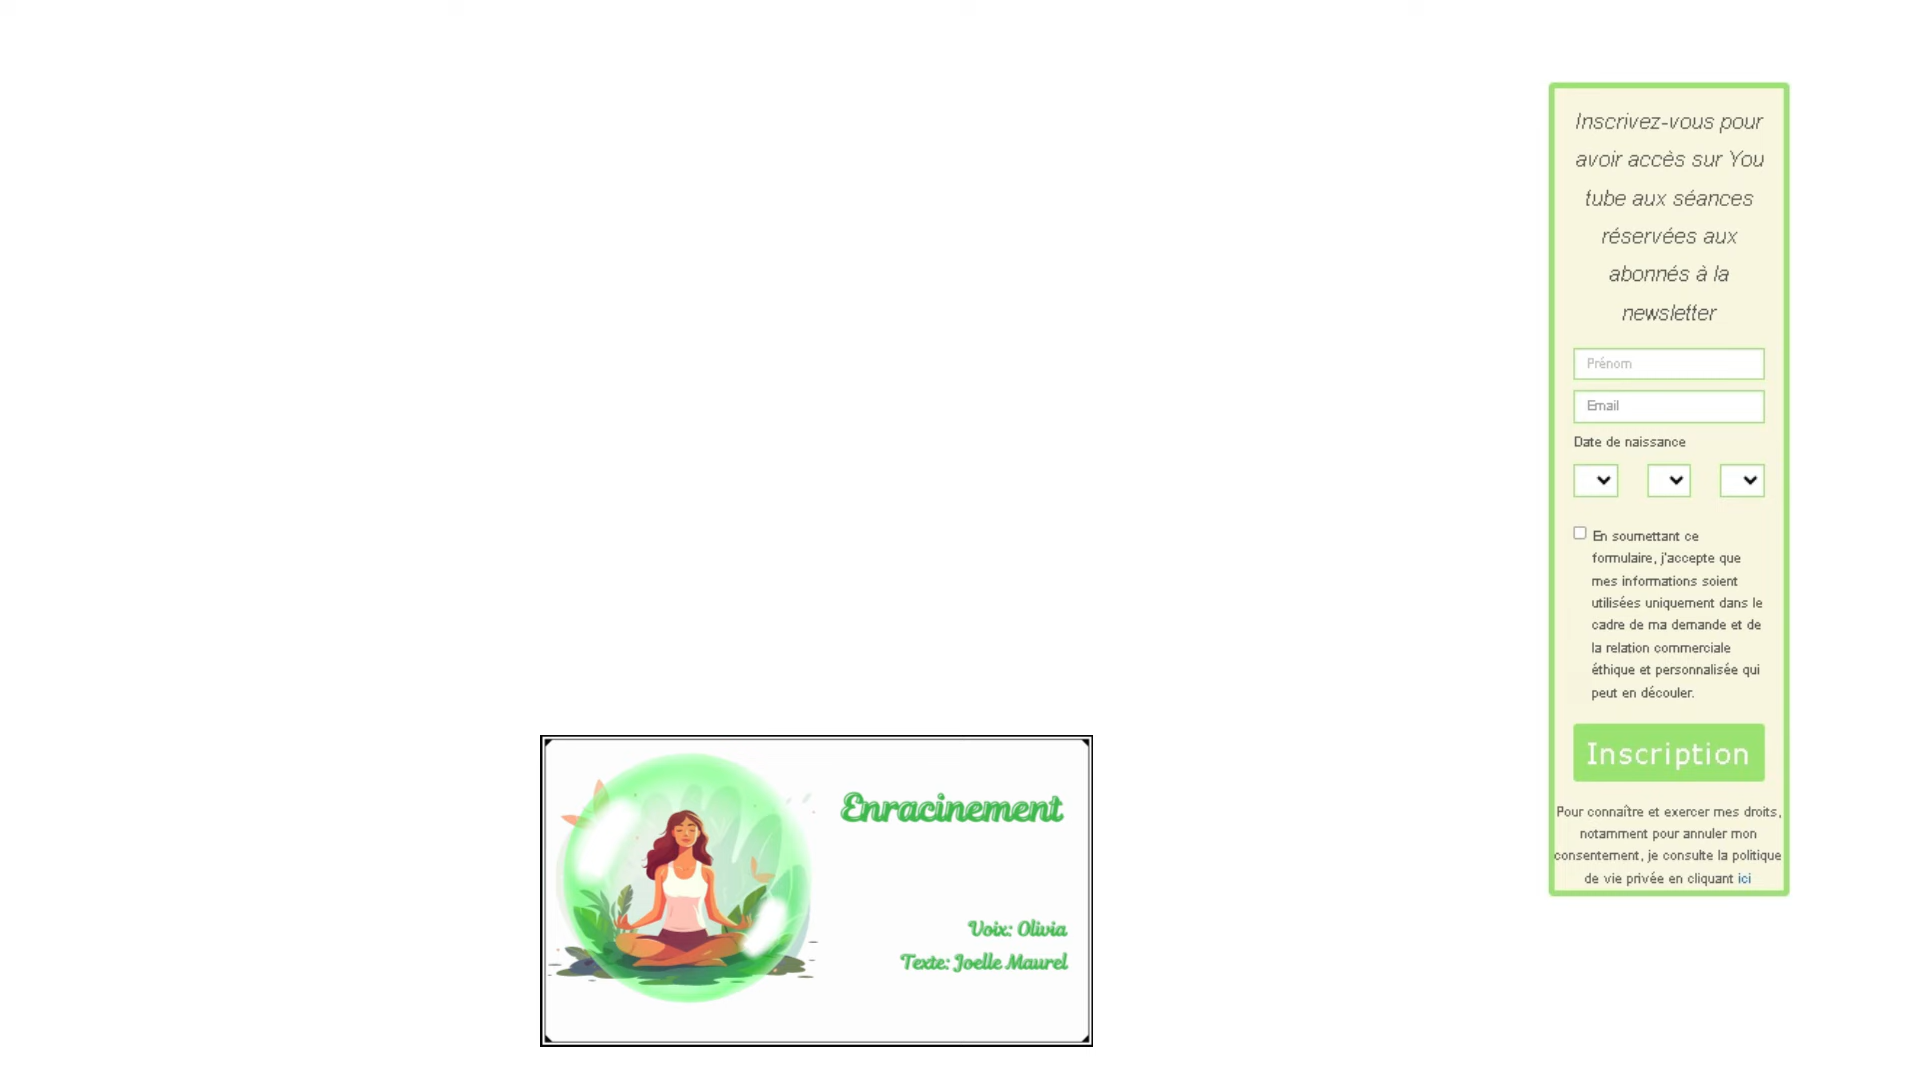 Inscrivez-vous pour
avoir accès sur You
tube aux séances
réservées aux
abonnés à la
newsletter
Prénom
Email
Date de naissance
En soumettant ce
formulaire, j'accepte que
mes informations soient
utilisées uniquement dans le
cadre de ma demande et de
la relation commerciale
éthique et personnalisée qui
peut en découler.
Inscription
Pour connaître et exercer mes droits,
notamment pour annuler mon
consentement, je consulte la politique
de vie privée en cliquant ici
Enracinement
Voix: Olivia
Texte: Joelle Maurel